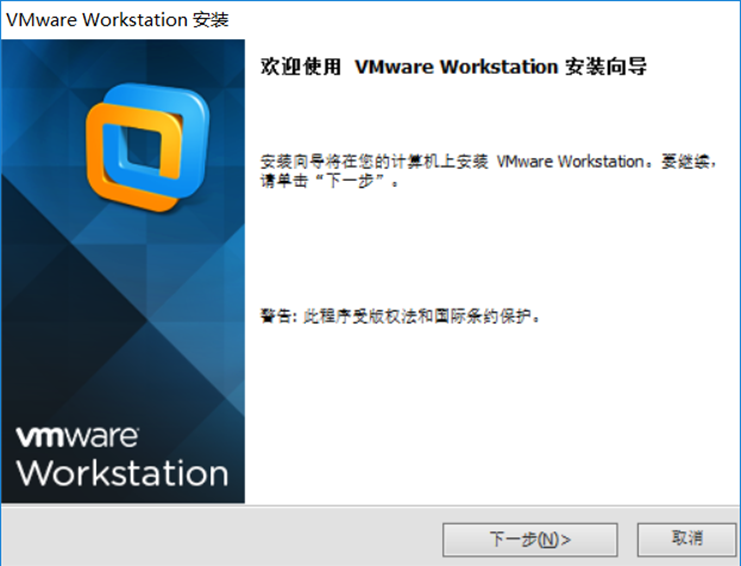 VMware Workstation 安装
欢迎使用 VMware Workstation 安装向导
安装向导将在您的计算机上安装 VMware Workstation。要继续，
请单击“下一步”。
警告: 此程序受版权法和国际条约保护。
vmware
Workstation
下一步(N)>
取消